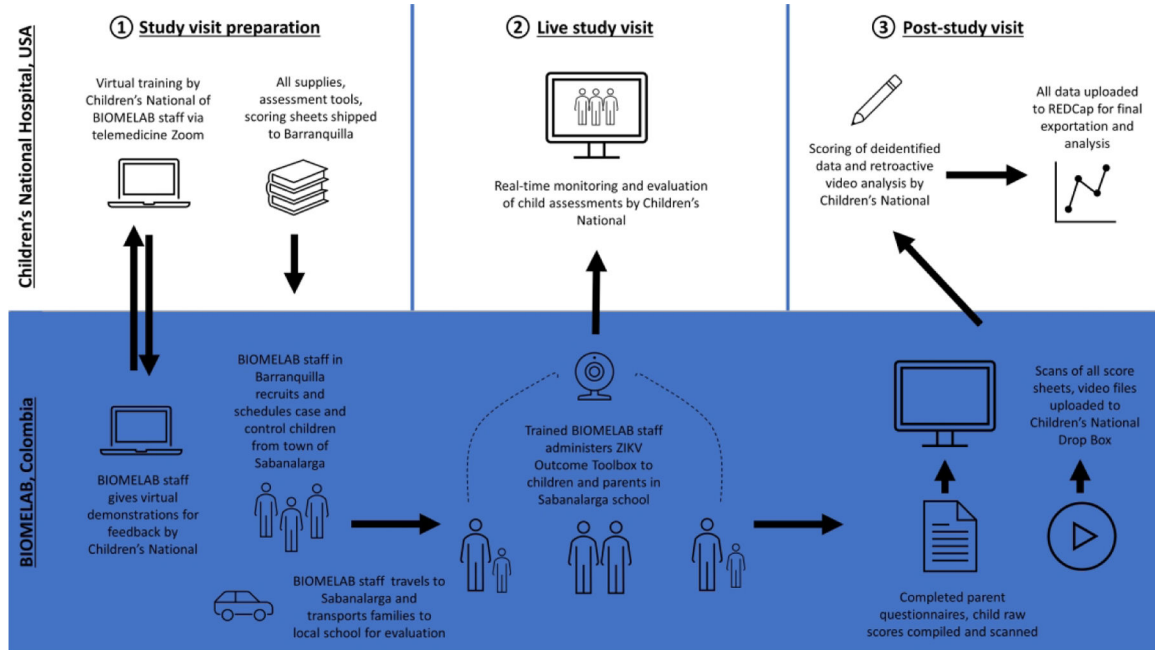 Children's National Hospital, USA
① Study visit preparation
Virtual training by
Children's National of
BIOMELAB staff via
telemedicine Zoom
All supplies,
assessment tools,
scoring sheets shipped
to Barranquilla
② Live study visit
Real-time monitoring and evaluation
of child assessments by Children's
National
③ Post-study visit
Scoring of deidentified
data and retroactive
video analysis by
Children's National
All data uploaded
to REDCap for final
exportation and
analysis
BIOMELAB, Colombia
BIOMELAB staff
gives virtual
demonstrations for
feedback by
Children's National
BIOMELAB staff in
Barranquilla
recruits and
schedules case and
control children
from town of
Sabanalarga
BIOMELAB staff travels to
Sabanalarga and
transports families to
local school for evaluation
Trained BIOMELAB staff
administers ZIKV
Outcome Toolbox to
children and parents in
Sabanalarga school
Completed parent
questionnaires, child raw
scores compiled and scanned
Scans of all score
sheets, video files
uploaded to
Children's National
Drop Box